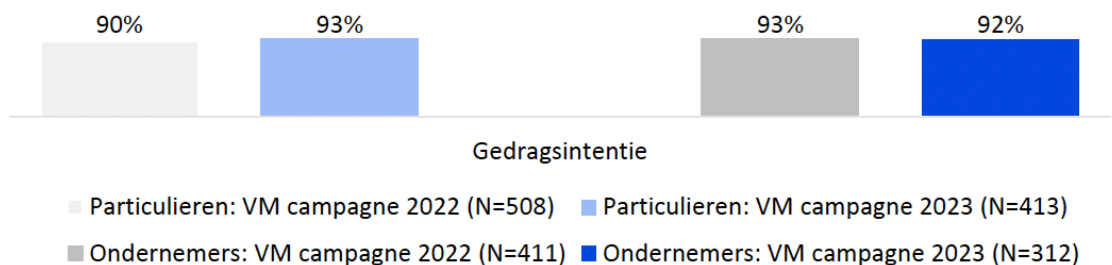 90% 93% 93% 92%
Gedragsintentie
Particulieren: VM campagne 2022 (N=508) Particulieren: VM campagne 2023 (N=413)
Ondernemers: VM campagne 2022 (N=411) Ondernemers: VM campagne 2023 (N=312)